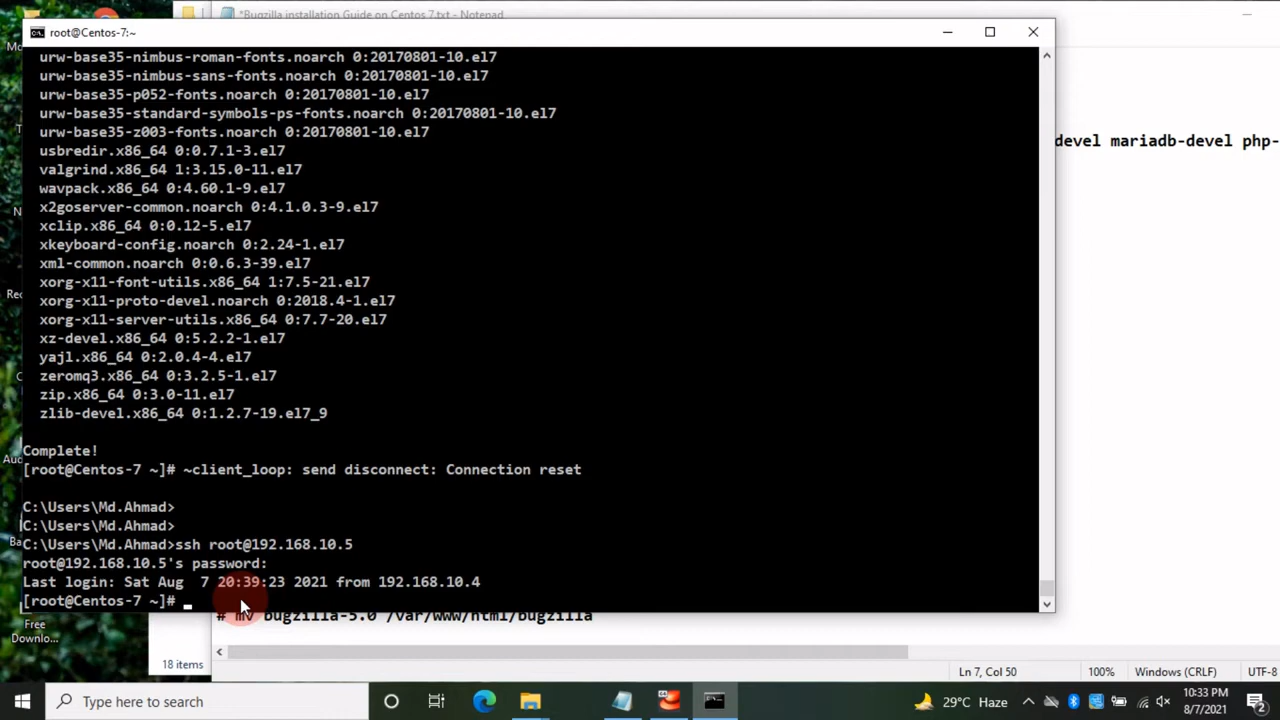 *Bugzilla installation Guide on Centos 7.txt - Notepad
root@Centos-7:~
urw-base35-nimbus-roman-fonts.noarch 0:20170801-10.el7
urw-base35-nimbus-sans-fonts.noarch 0:20170801-10.el7
urw-base35-p052-fonts.noarch 0:20170801-10.el7
urw-base35-standard-symbols-ps-fonts.noarch 0:20170801-10.el7
urw-base35-z003-fonts.noarch 0:20170801-10.el7
devel mariadb-devel php-
usbredir.x86_64 0:0.7.1-3.el7
valgrind.x86_64 1:3.15.0-11.el7
wavpack.x86_64 0:4.60.1-9.el7
x2goserver-common.noarch 0:4.1.0.3-9.el7
xclip.x86_64 0:0.12-5.el7
xkeyboard-config.noarch 0:2.24-1.el7
xml-common.noarch 0:0.6.3-39.el7
xorg-x11-font-utils.x86_64 1:7.5-21.el7
xorg-x11-proto-devel.noarch 0:2018.4-1.el7
xorg-x11-server-utils.x86_64 0:7.7-20.el7
xz-devel.x86_64 0:5.2.2-1.el7
yajl.x86_64 0:2.0.4-4.el7
zeromq3.x86_64 0:3.2.5-1.el7
zip.x86_64 0:3.0-11.el7
zlib-devel.x86_64 0:1.2.7-19.el7_9
Complete!
[root@Centos-7 ~]# ~client_loop: send disconnect: Connection reset
C:\Users\Md.Ahmad>
C:\Users\Md.Ahmad>
C:\Users\Md.Ahmad>ssh root@192.168.10.5
root@192.168.10.5's password:
Last login: Sat Aug  7 20:39:23 2021 from 192.168.10.4
[root@Centos-7 ~]#
# mv bugzilla-5.0 /var/www/html/bugzilla
Free
Downlo...
18 items
Ln 7, Col 50
100%
Windows (CRLF)
UTF-8
Type here to search
29°C Haze
10:33 PM
8/7/2021
2